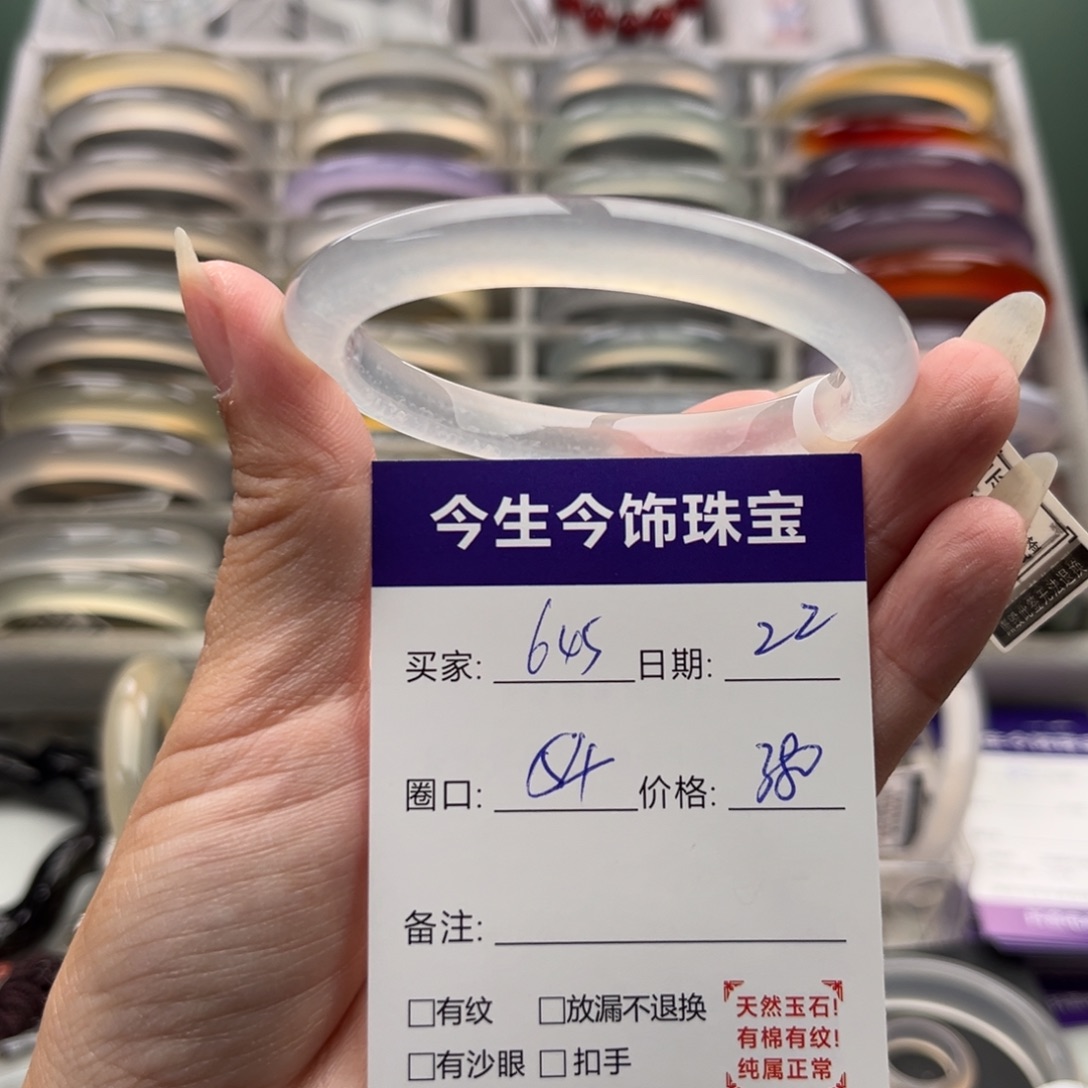 今生今饰珠宝
买家: 645 日期: 22
圈口: 54 价格:
备注:
□有纹 □放漏不退换
□有沙眼 □扣手
天然玉石!
有棉有纹!
纯属正常